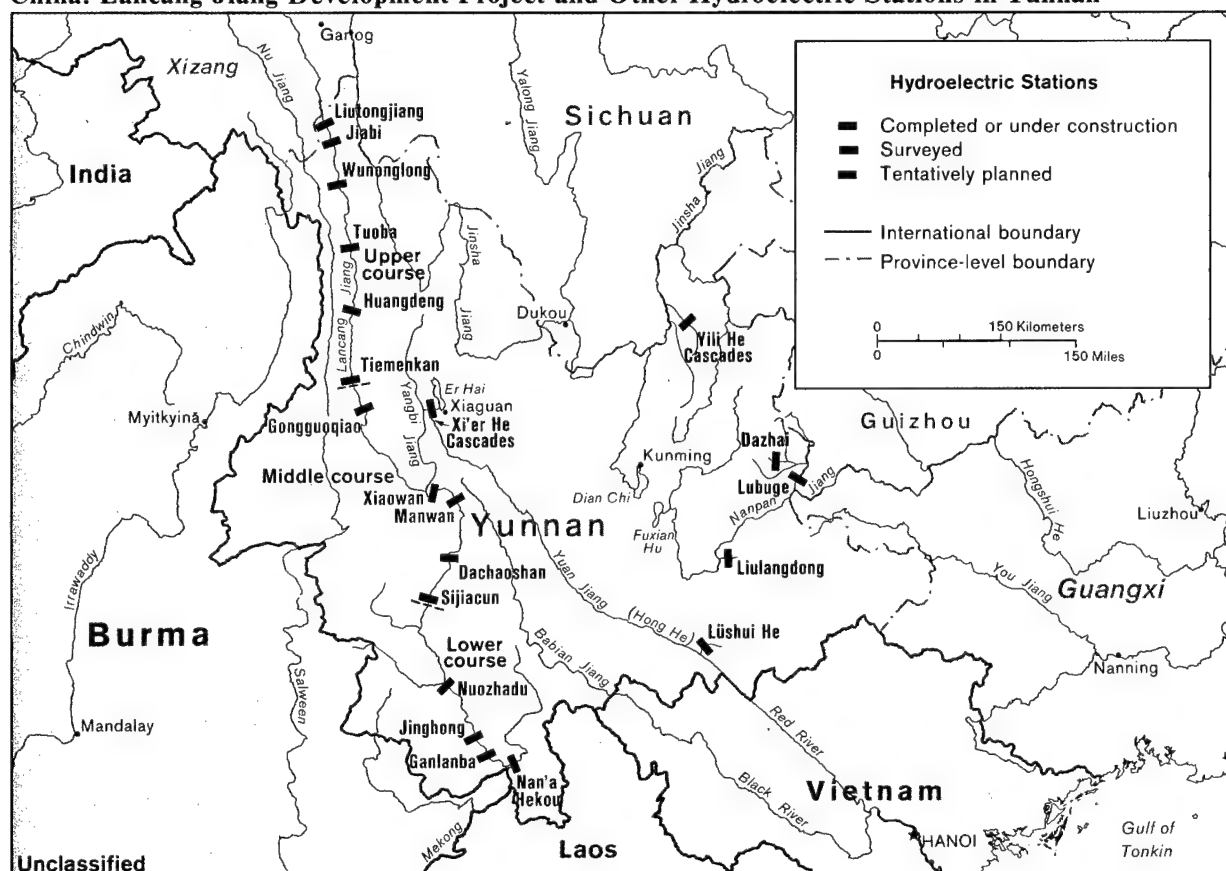 China: Lancang Jiang Development Project and Other Hydroelectric Stations in Yunnan
Gartog
Xizang
Nu Jiang
Yalong Jiang
Sichuan
Hydroelectric Stations
Completed or under construction
Surveyed
Tentatively planned
International boundary
Province-level boundary
0 150 Kilometers
0 150 Miles
Liutongjiang
Jiabi
India
Wunonglong
Jinsha Jiang
Tuoba
Upper
course
Jinsha
Jiang
Lancang Jiang
Huangdeng
Dukou
Yili He
Cascades
Chindwin
Tiemenkan
Er Hai
Xiaguan
Xi'er He
Cascades
Yangbi Jiang
Myitkyinā
Gongguoqiao
Guizhou
Dazhai
Kunming
Middle course
Lubuge
Hongshui He
Xiaowan
Manwan
Dian Chi
Nanpan Jiang
Yunnan
Liuzhou
Fuxian
Hu
Dachaoshan
Liulangdong
You Jiang
Guangxi
Irrawaddy
Sijiacun
Yuan Jiang
(Hong He)
Lüshui He
Burma
Lower
course
Babian Jiang
Nanning
Salween
Nuozhadu
Mandalay
Jinghong
Red River
Ganlanba
Nan'a
Hekou
Black River
Vietnam
Mekong
Laos
HANOI
Gulf of
Tonkin
Unclassified